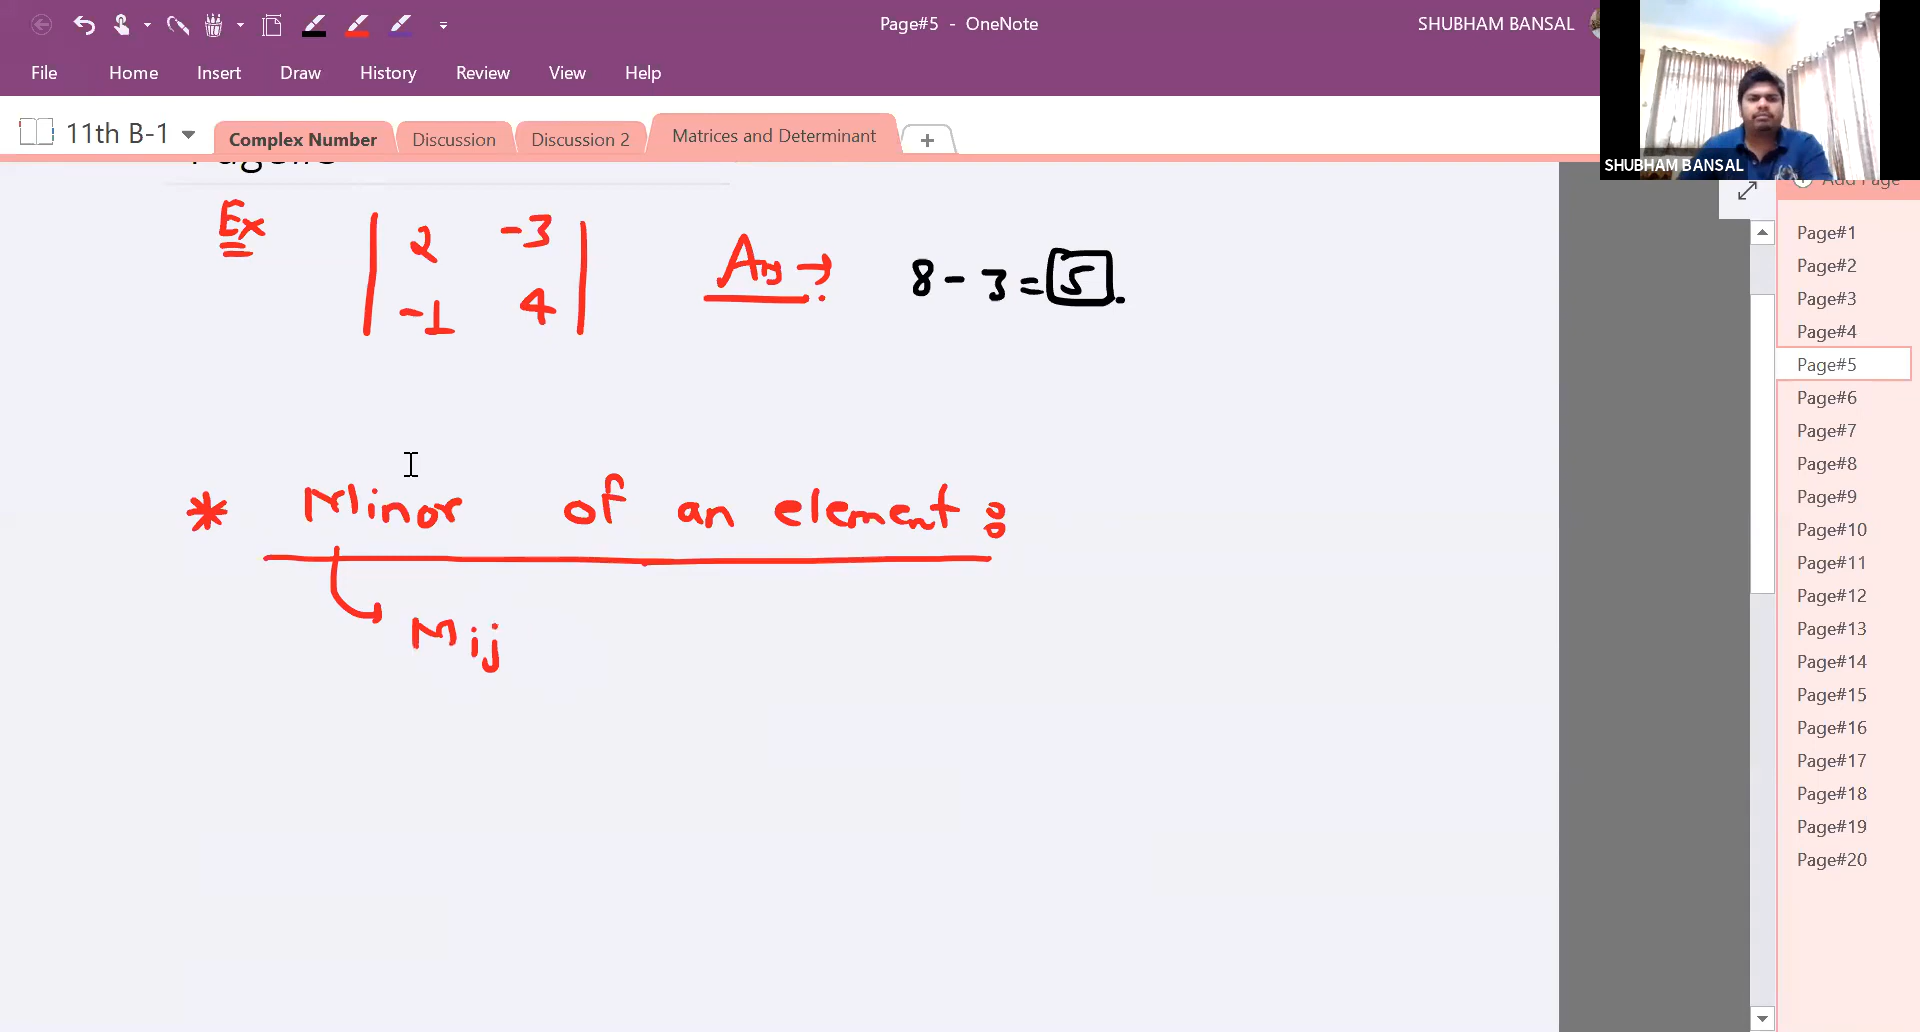 Page#5 - OneNote
SHUBHAM BANSAL
File Home Insert Draw History Review View Help
11th B-1
Complex Number Discussion Discussion 2 Matrices and Determinant +
SHUBHAM BANSAL
Add Page
Ex | 2 -3 | Ans → 8 - 3 = 5.
| -1 4 |
* Minor of an element :
Mij
Page#1
Page#2
Page#3
Page#4
Page#5
Page#6
Page#7
Page#8
Page#9
Page#10
Page#11
Page#12
Page#13
Page#14
Page#15
Page#16
Page#17
Page#18
Page#19
Page#20